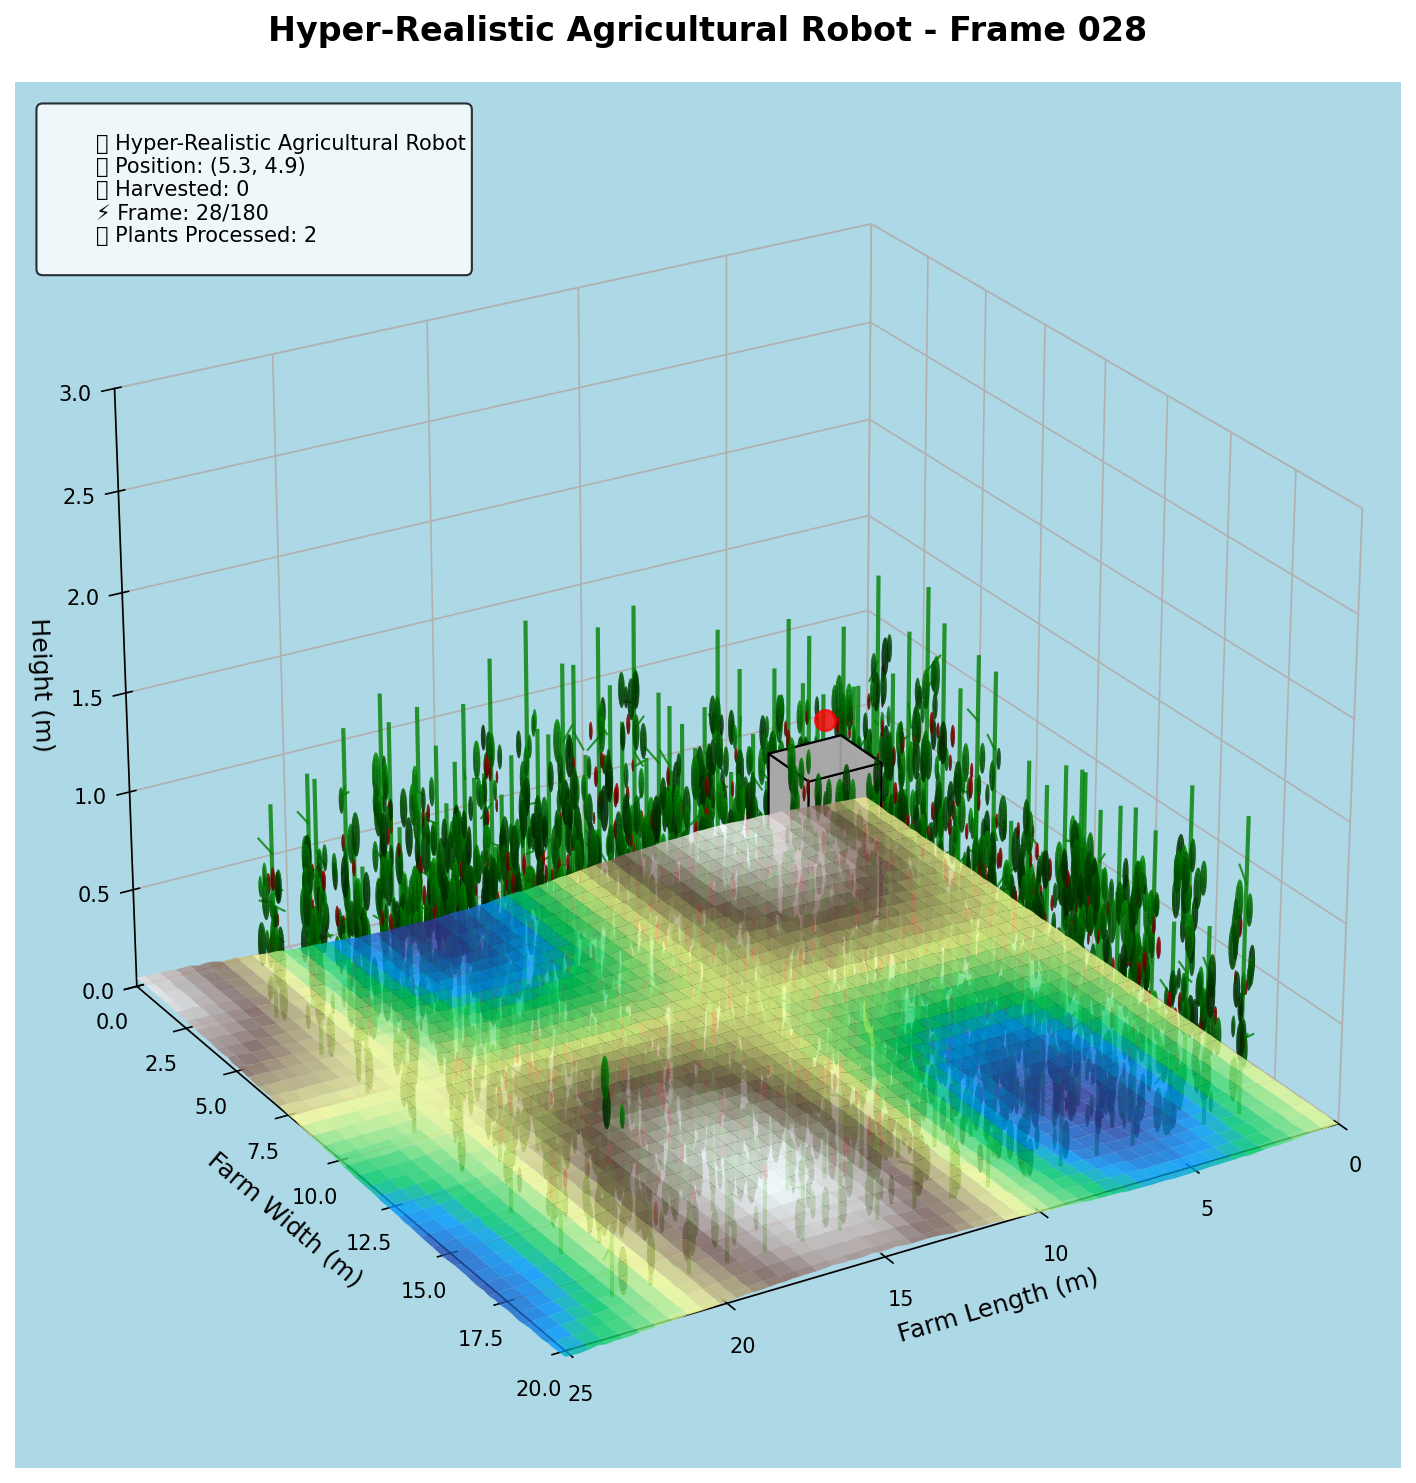 Hyper-Realistic Agricultural Robot - Frame 028
▯ Hyper-Realistic Agricultural Robot
▯ Position: (5.3, 4.9)
▯ Harvested: 0
⚡ Frame: 28/180
▯ Plants Processed: 2
3.0
2.5
2.0
1.5
1.0
0.5
0.0
Height (m)
0.0
2.5
5.0
7.5
10.0
12.5
15.0
17.5
20.0
Farm Width (m)
25
20
15
10
5
0
Farm Length (m)